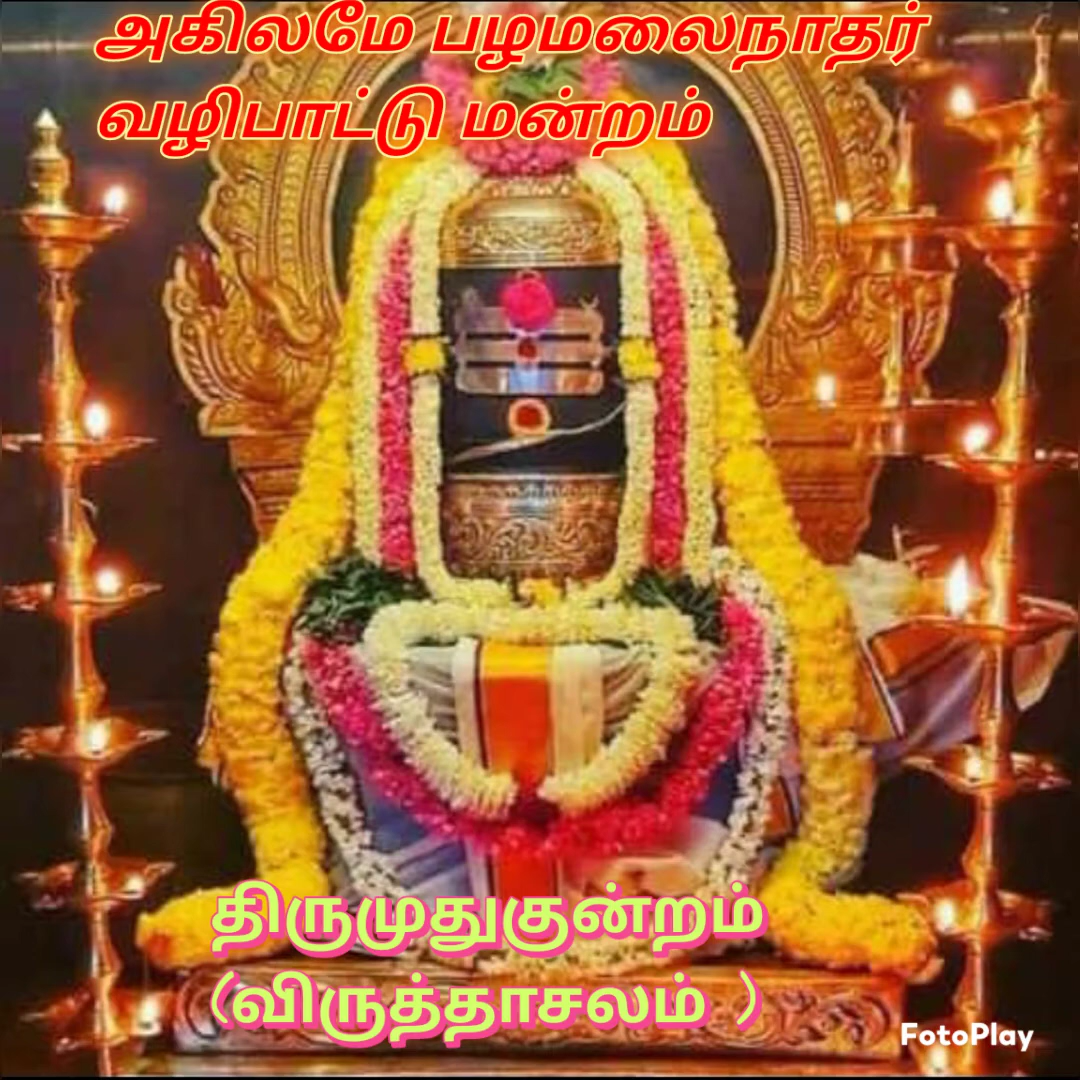 அகிலமே பழமலைநாதர்
வழிபாட்டு மன்றம்
திருமுதுகுன்றம்
(விருத்தாசலம் )
FotoPlay